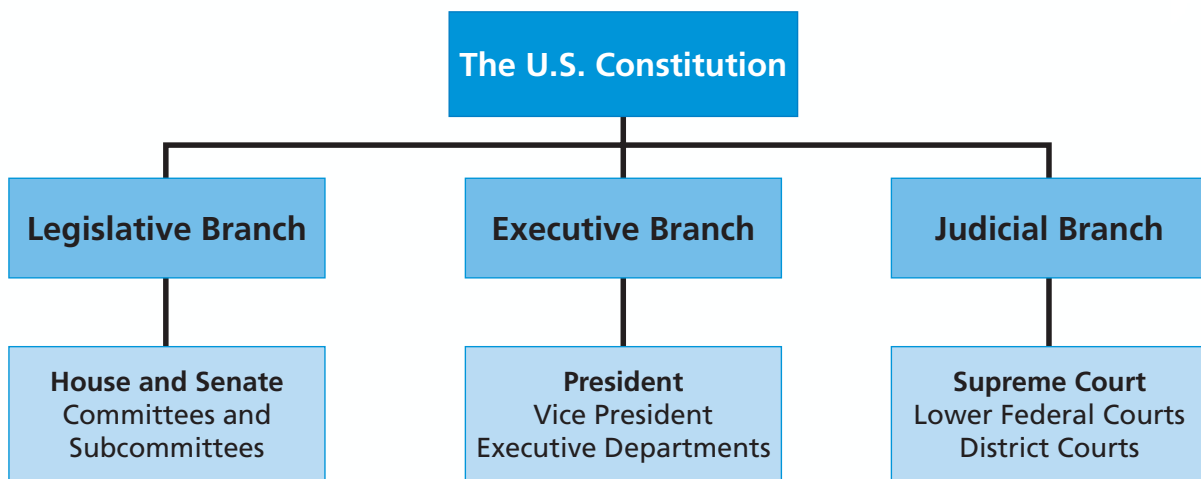 The U.S. Constitution
Legislative Branch
Executive Branch
Judicial Branch
House and Senate
Committees and
Subcommittees
President
Vice President
Executive Departments
Supreme Court
Lower Federal Courts
District Courts